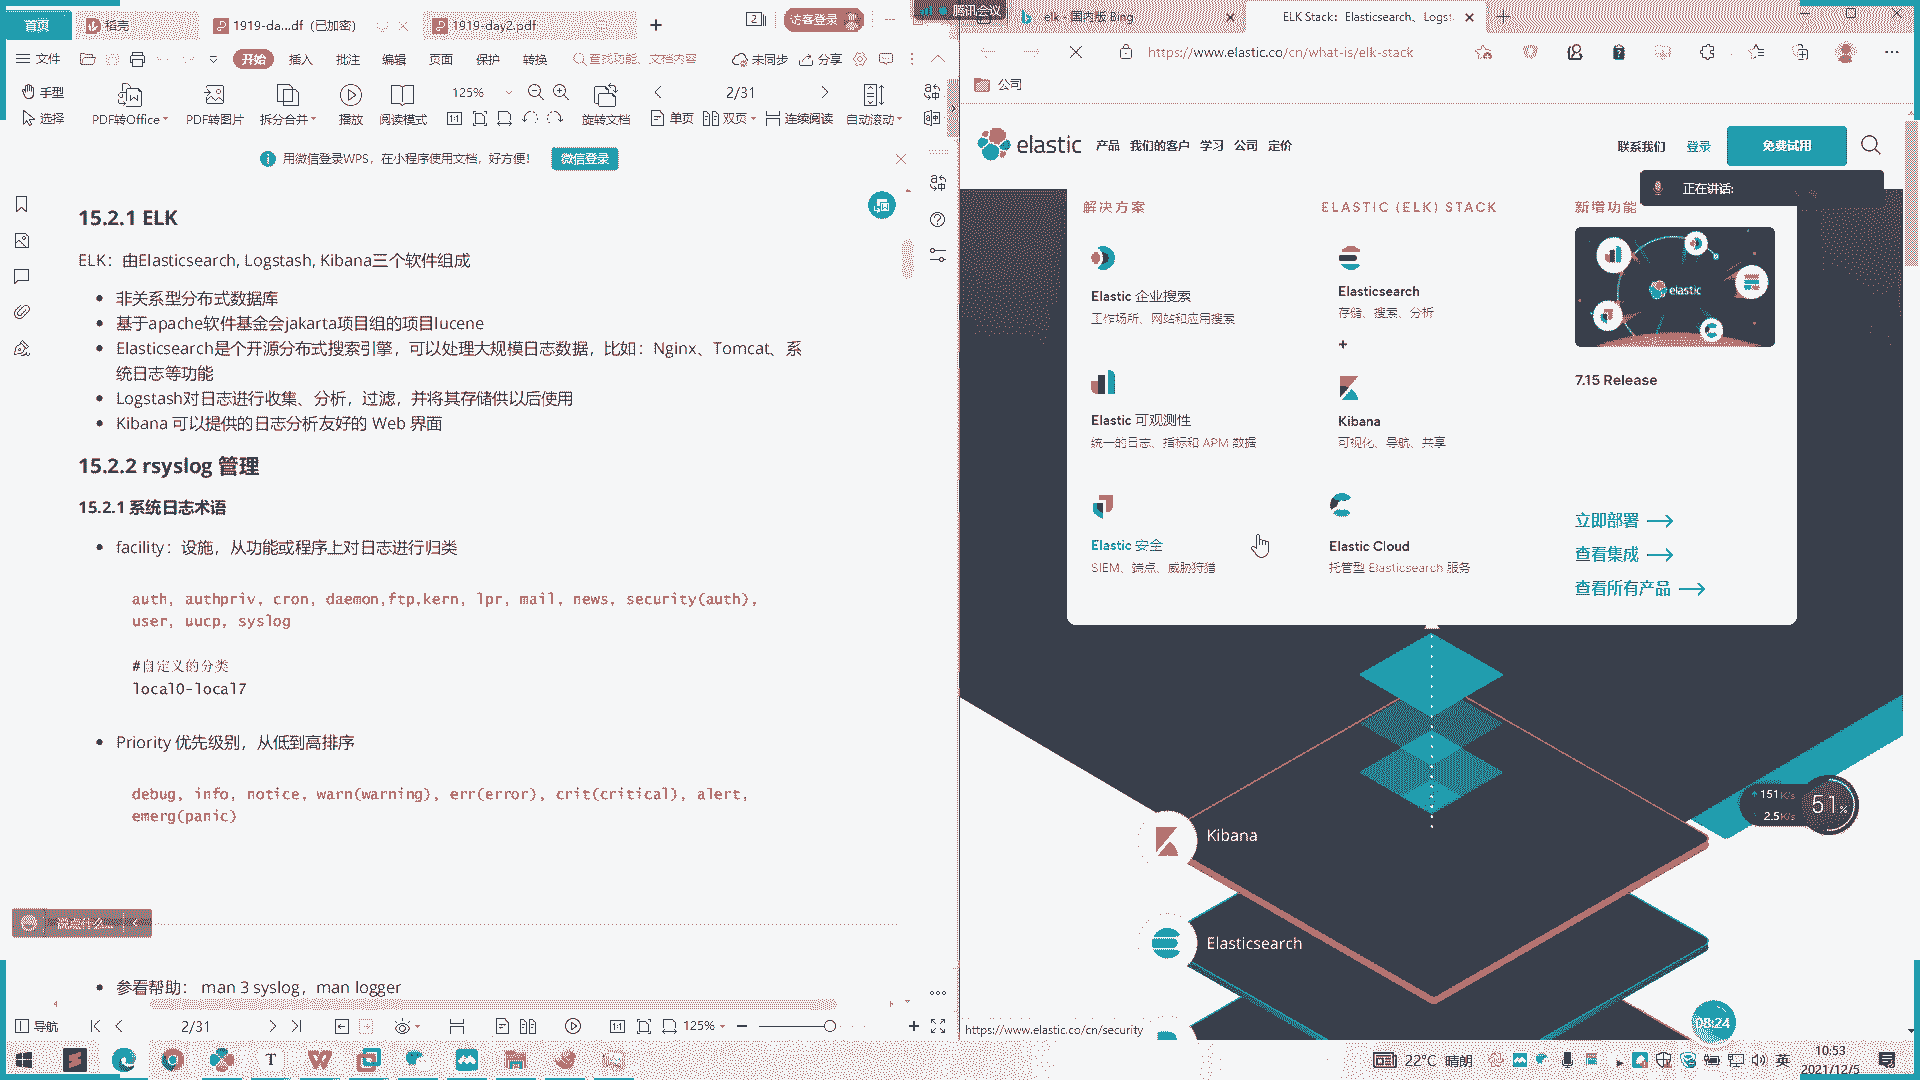 首页
稻壳
1919-da...df (已加密)
1919-day2.pdf
访客登录
腾讯会议
文件
开始
插入
批注
编辑
页面
保护
转换
查找功能、文档内容
未同步
分享
手型
选择
PDF转Office
PDF转图片
拆分合并
播放
阅读模式
125%
旋转文档
2/31
单页
双页
连续阅读
自动滚动
用微信登录WPS，在小程序使用文档，好方便！
微信登录
15.2.1 ELK
ELK：由Elasticsearch, Logstash, Kibana三个软件组成
非关系型分布式数据库
基于apache软件基金会jakarta项目组的项目lucene
Elasticsearch是个开源分布式搜索引擎，可以处理大规模日志数据，比如：Nginx、Tomcat、系
统日志等功能
Logstash对日志进行收集、分析，过滤，并将其存储供以后使用
Kibana 可以提供的日志分析友好的 Web 界面
15.2.2 rsyslog 管理
15.2.1 系统日志术语
facility：设施，从功能或程序上对日志进行归类
auth, authpriv, cron, daemon,ftp,kern, lpr, mail, news, security(auth),
user, uucp, syslog
#自定义的分类
local0-local7
Priority 优先级别，从低到高排序
debug, info, notice, warn(warning), err(error), crit(critical), alert,
emerg(panic)
说点什么...
参看帮助： man 3 syslog，man logger
导航
2/31
125%
elk - 国内版 Bing
ELK Stack：Elasticsearch、Logst
https://www.elastic.co/cn/what-is/elk-stack
公司
elastic
产品
我们的客户
学习
公司
定价
联系我们
登录
免费试用
正在讲话:
解决方案
Elastic 企业搜索
工作场所、网站和应用搜索
Elastic 可观测性
统一的日志、指标和 APM 数据
Elastic 安全
SIEM、端点、威胁狩猎
ELASTIC (ELK) STACK
Elasticsearch
存储、搜索、分析
+
Kibana
可视化、导航、共享
Elastic Cloud
托管型 Elasticsearch 服务
新增功能
elastic
7.15 Release
立即部署
查看集成
查看所有产品
Kibana
Elasticsearch
151 K/s
2.5 K/s
51%
08:24
https://www.elastic.co/cn/security
22°C 晴朗
英
10:53
2021/12/5